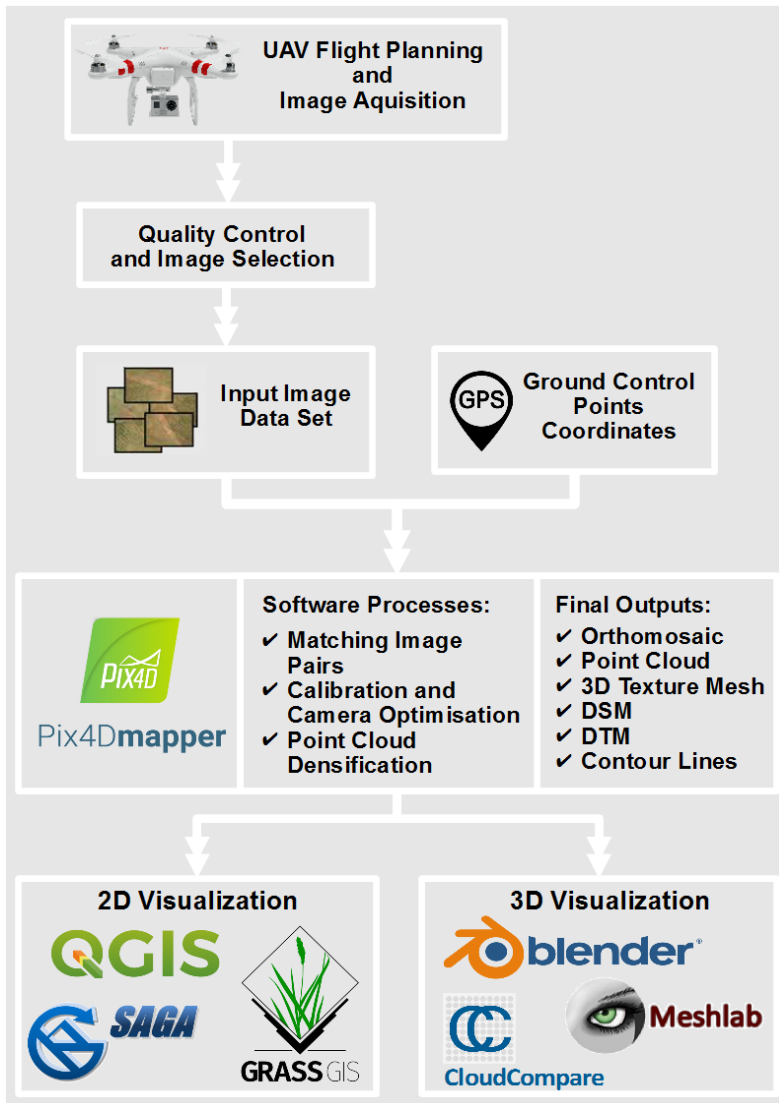 UAV Flight Planning
and
Image Aquisition
Quality Control
and Image Selection
Input Image
Data Set
GPS
Ground Control
Points
Coordinates
PIX4D
Pix4Dmapper
Software Processes:
✔ Matching Image
Pairs
✔ Calibration and
Camera Optimisation
✔ Point Cloud
Densification
Final Outputs:
✔ Orthomosaic
✔ Point Cloud
✔ 3D Texture Mesh
✔ DSM
✔ DTM
✔ Contour Lines
2D Visualization
QGIS
SAGA
GRASS GIS
3D Visualization
blender®
CC
Meshlab
CloudCompare